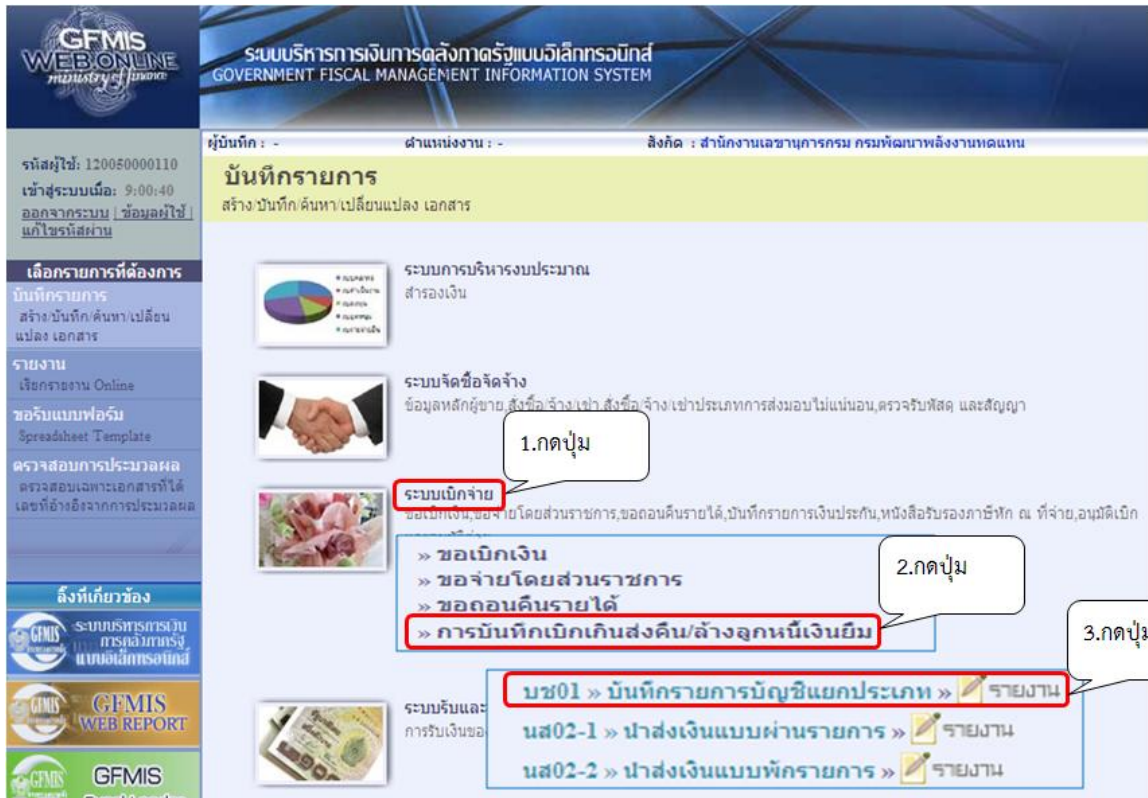 GFMIS
WEB ONLINE
ministry of finance
ระบบบริหารการเงินการคลังภาครัฐแบบอิเล็กทรอนิกส์
GOVERNMENT FISCAL MANAGEMENT INFORMATION SYSTEM
ผู้บันทึก : -
ตำแหน่งงาน : -
สังกัด : สำนักงานเลขานุการกรม กรมพัฒนาพลังงานทดแทน
รหัสผู้ใช้: 120050000110
เข้าสู่ระบบเมื่อ: 9:00:40
ออกจากระบบ | ข้อมูลผู้ใช้ |
แก้ไขรหัสผ่าน
บันทึกรายการ
สร้าง/บันทึก/ค้นหา/เปลี่ยนแปลง เอกสาร
เลือกรายการที่ต้องการ
บันทึกรายการ
สร้าง/บันทึก/ค้นหา/เปลี่ยน
แปลง เอกสาร
รายงาน
เรียกรายงาน Online
ขอรับแบบฟอร์ม
Spreadsheet Template
ตรวจสอบการประมวลผล
ตรวจสอบเฉพาะเอกสารที่ได้
เลขที่อ้างอิงจากการประมวลผล
ลิ้งที่เกี่ยวข้อง
GFMIS
ระบบบริหารการเงิน
การคลังภาครัฐ
แบบอิเล็กทรอนิกส์
GFMIS
GFMIS
WEB REPORT
GFMIS
GFMIS
ระบบการบริหารงบประมาณ
สำรองเงิน
ระบบจัดซื้อจัดจ้าง
ข้อมูลหลักผู้ขาย,สั่งซื้อ/จ้าง/เช่า,สั่งซื้อ/จ้าง/เช่าประเภทการส่งมอบไม่แน่นอน,ตรวจรับพัสดุ และสัญญา
1.กดปุ่ม
ระบบเบิกจ่าย
ขอเบิกเงิน,ขอจ่ายโดยส่วนราชการ,ขอถอนคืนรายได้,บันทึกรายการเงินประกัน,หนังสือรับรองภาษีหัก ณ ที่จ่าย,อนุมัติเบิก
» ขอเบิกเงิน
» ขอจ่ายโดยส่วนราชการ
» ขอถอนคืนรายได้
» การบันทึกเบิกเกินส่งคืน/ล้างลูกหนี้เงินยืม
2.กดปุ่ม
3.กดปุ่ม
ระบบรับและ
การรับเงินของ
บช01 » บันทึกรายการบัญชีแยกประเภท » รายงาน
นส02-1 » นำส่งเงินแบบผ่านรายการ » รายงาน
นส02-2 » นำส่งเงินแบบพักรายการ » รายงาน